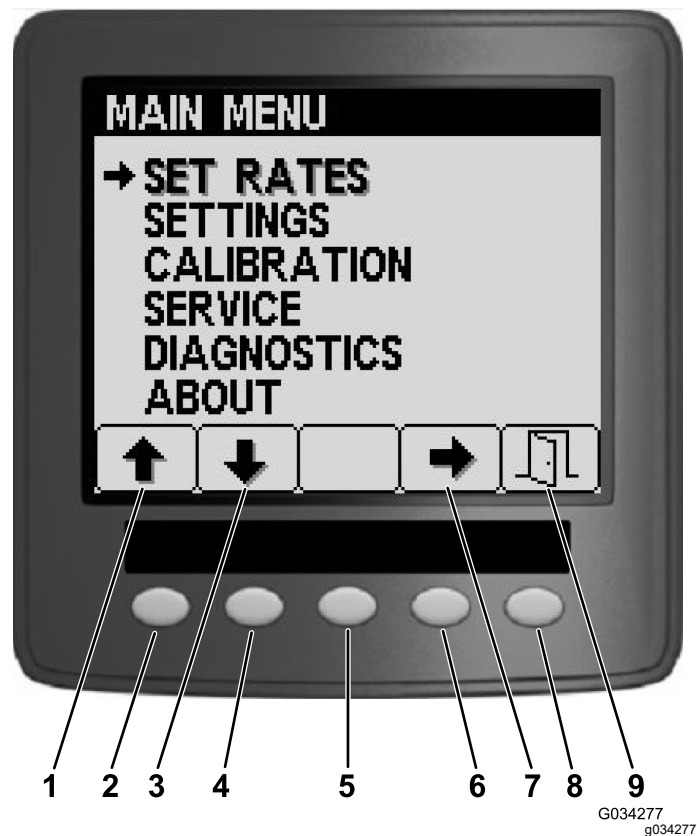 MAIN MENU
SET RATES
SETTINGS
CALIBRATION
SERVICE
DIAGNOSTICS
ABOUT
1 2 3 4 5 6 7 8 9
G034277
g034277